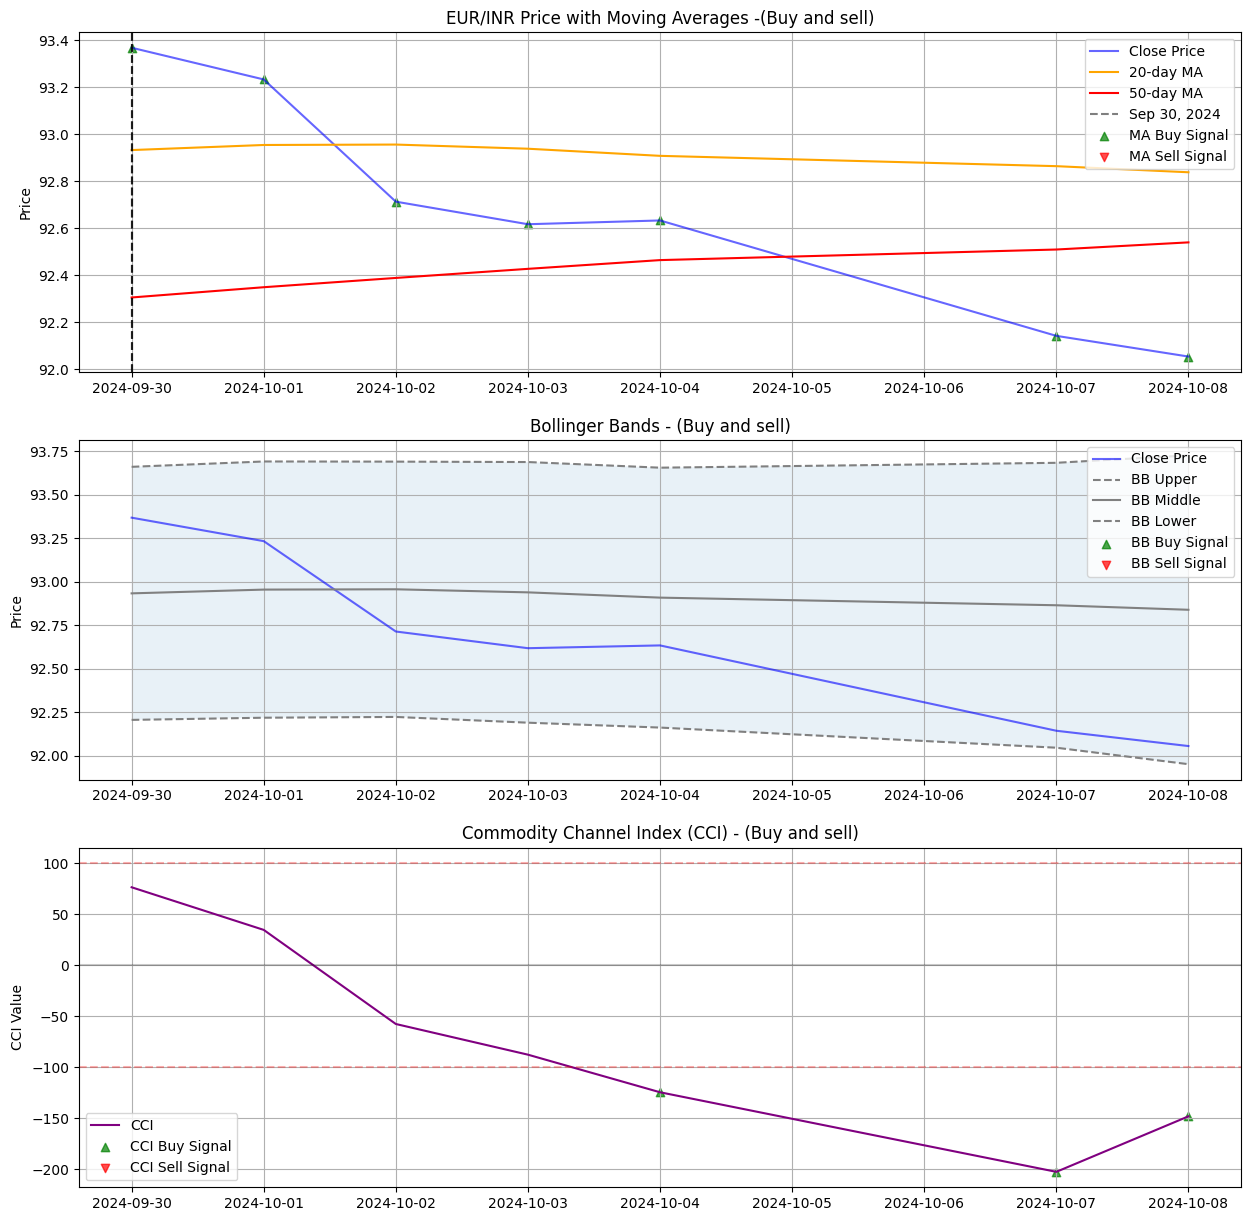 EUR/INR Price with Moving Averages -(Buy and sell)
Price
93.4
93.2
93.0
92.8
92.6
92.4
92.2
92.0
Close Price
20-day MA
50-day MA
Sep 30, 2024
MA Buy Signal
MA Sell Signal
2024-09-30 2024-10-01 2024-10-02 2024-10-03 2024-10-04 2024-10-05 2024-10-06 2024-10-07 2024-10-08
Bollinger Bands - (Buy and sell)
Price
93.75
93.50
93.25
93.00
92.75
92.50
92.25
92.00
Close Price
BB Upper
BB Middle
BB Lower
BB Buy Signal
BB Sell Signal
2024-09-30 2024-10-01 2024-10-02 2024-10-03 2024-10-04 2024-10-05 2024-10-06 2024-10-07 2024-10-08
Commodity Channel Index (CCI) - (Buy and sell)
CCI Value
100
50
0
−50
−100
−150
−200
CCI
CCI Buy Signal
CCI Sell Signal
2024-09-30 2024-10-01 2024-10-02 2024-10-03 2024-10-04 2024-10-05 2024-10-06 2024-10-07 2024-10-08